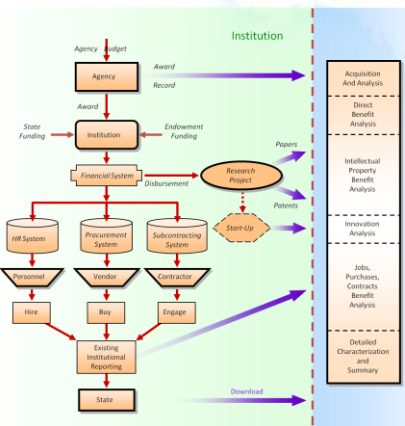 Institution
Agency Budget
Agency
Award
Record
Award
State
Funding
Institution
Endowment
Funding
Financial System
Disbursement
Research
Project
Papers
Patents
Start-Up
HR System
Procurement
System
Subcontracting
System
Personnel
Vendor
Contractor
Hire
Buy
Engage
Existing
Institutional
Reporting
State
Download
Acquisition
And Analysis
Direct
Benefit
Analysis
Intellectual
Property
Benefit
Analysis
Innovation
Analysis
Jobs,
Purchases,
Contracts
Benefit
Analysis
Detailed
Characterization
and
Summary